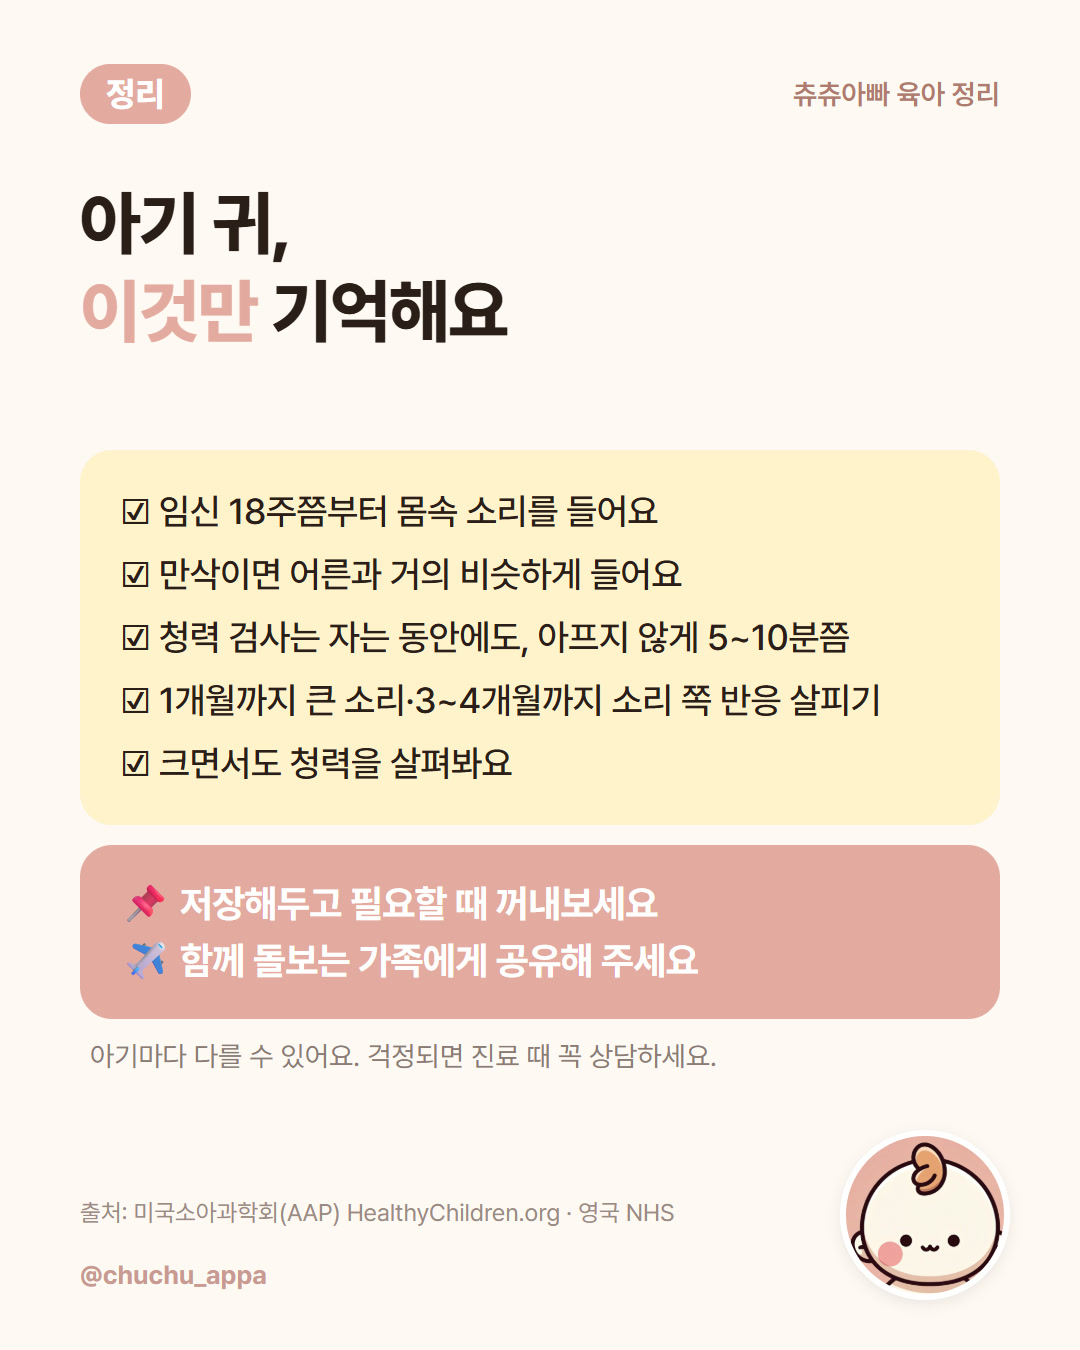 정리
츄츄아빠 육아 정리
아기 귀,
이것만 기억해요
☑ 임신 18주쯤부터 몸속 소리를 들어요
☑ 만삭이면 어른과 거의 비슷하게 들어요
☑ 청력 검사는 자는 동안에도, 아프지 않게 5~10분쯤
☑ 1개월까지 큰 소리·3~4개월까지 소리 쪽 반응 살피기
☑ 크면서도 청력을 살펴봐요
📌 저장해두고 필요할 때 꺼내보세요
✈️ 함께 돌보는 가족에게 공유해 주세요
아기마다 다를 수 있어요. 걱정되면 진료 때 꼭 상담하세요.
출처: 미국소아과학회(AAP) HealthyChildren.org · 영국 NHS
@chuchu_appa